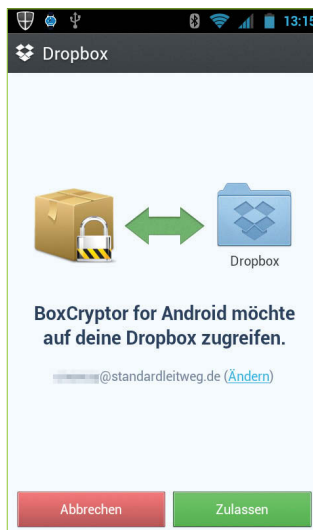 13:15
Dropbox
Dropbox
BoxCryptor for Android möchte
auf deine Dropbox zugreifen.
@standardleitweg.de (Ändern)
Abbrechen Zulassen